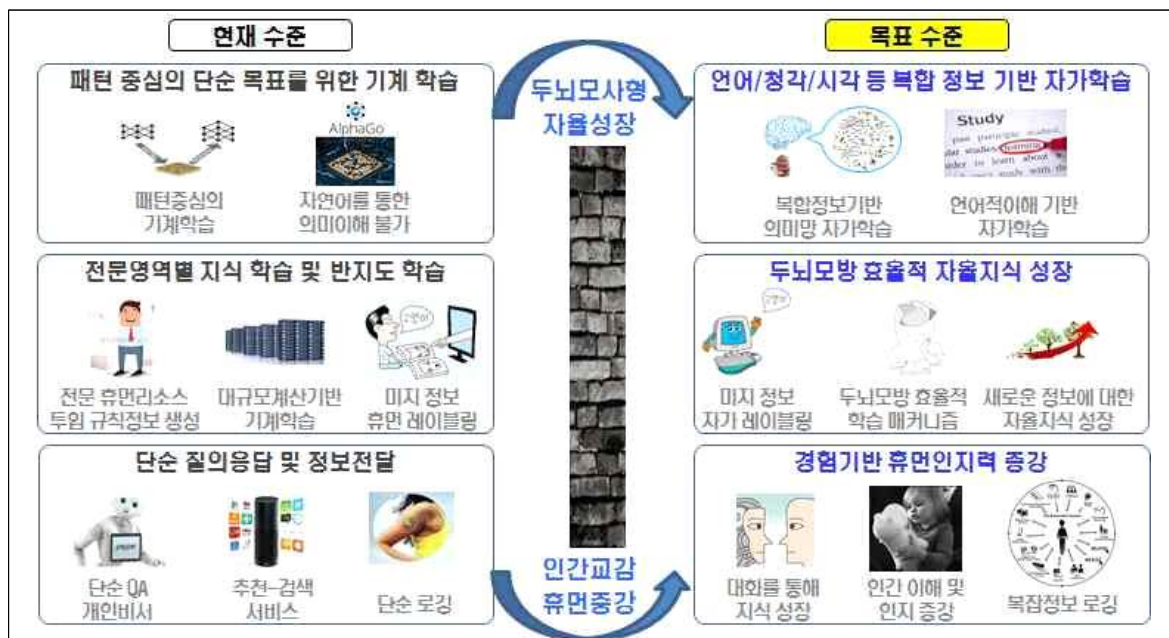 현재 수준
패턴 중심의 단순 목표를 위한 기계 학습
AlphaGo
패턴중심의
기계학습
자연어를 통한
의미이해 불가
전문영역별 지식 학습 및 반지도 학습
전문 휴먼리소스
투입 규칙정보 생성
대규모계산기반
기계학습
미지 정보
휴먼 레이블링
단순 질의응답 및 정보전달
단순 QA
개인비서
추천-검색
서비스
단순 로깅
두뇌모사형
자율성장
인간교감
휴먼증강
목표 수준
언어/청각/시각 등 복합 정보 기반 자가학습
Study
past participle studied,
lar studies/ learning
order to learn about
study with the
복합정보기반
의미망 자가학습
언어적이해 기반
자가학습
두뇌모방 효율적 자율지식 성장
미지 정보
자가 레이블링
두뇌모방 효율적
학습 매커니즘
새로운 정보에 대한
자율지식 성장
경험기반 휴먼인지력 증강
대화를 통해
지식 성장
인간 이해 및
인지 증강
복잡정보 로깅